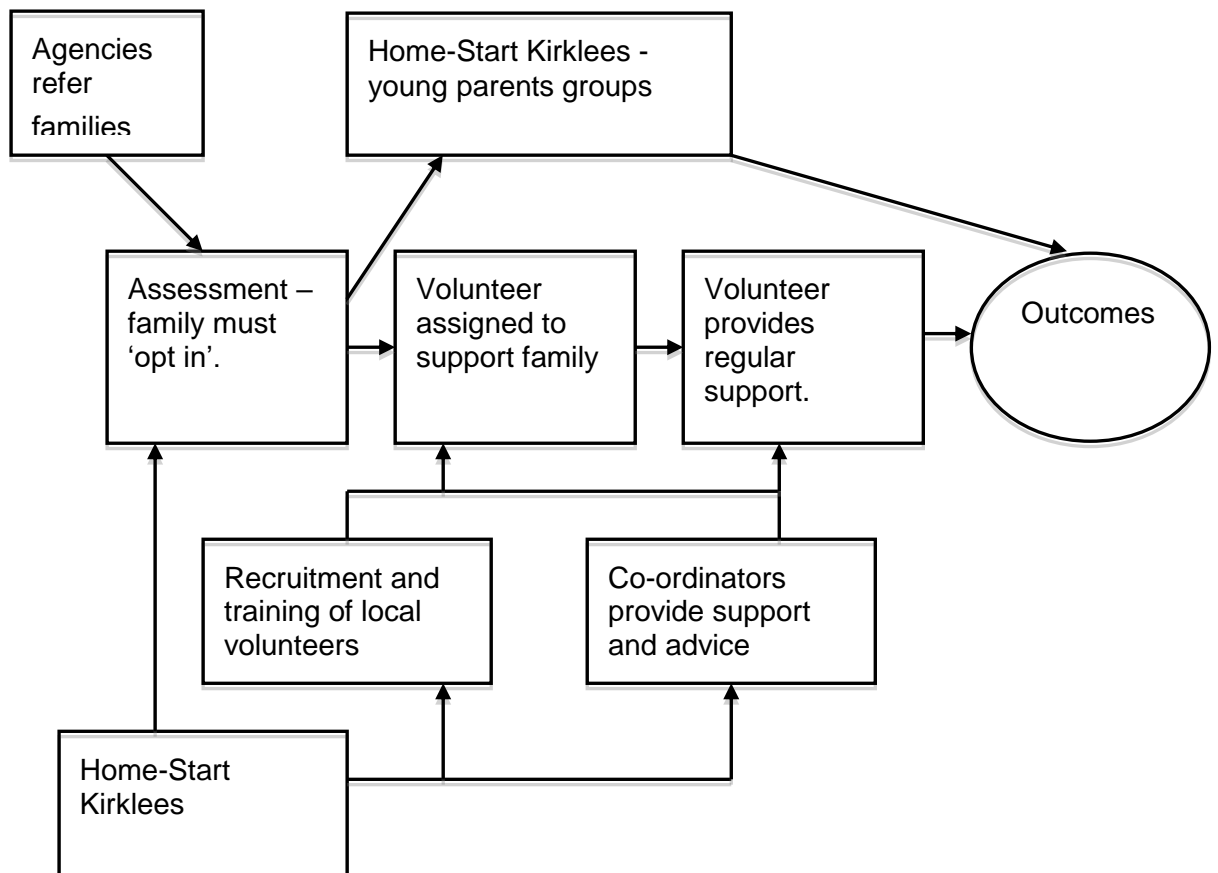 Agencies
refer
families
Home-Start Kirklees -
young parents groups
Assessment –
family must
‘opt in’.
Volunteer
assigned to
support family
Volunteer
provides
regular
support.
Outcomes
Recruitment and
training of local
volunteers
Co-ordinators
provide support
and advice
Home-Start
Kirklees